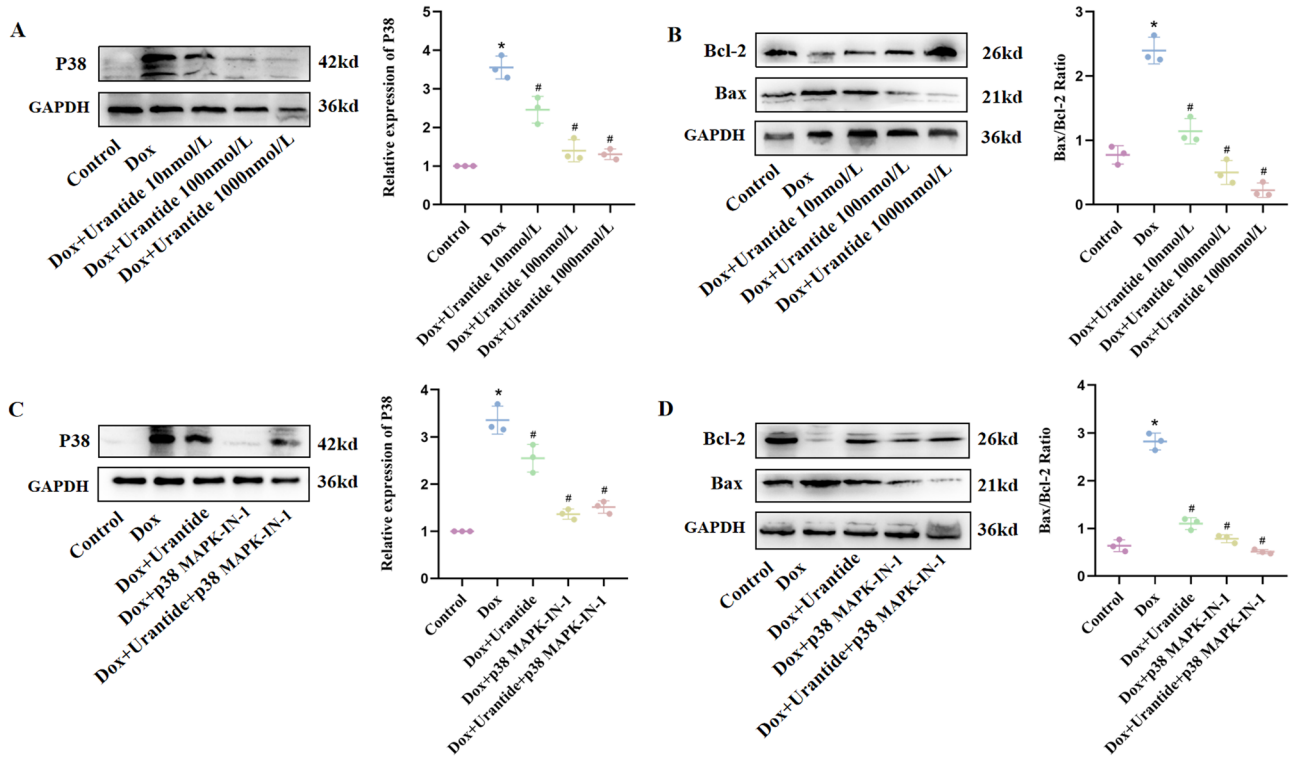 A
P38
42kd
GAPDH
36kd
Control
Dox
Dox+Urantide 10nmol/L
Dox+Urantide 100nmol/L
Dox+Urantide 1000nmol/L
Relative expression of P38
5
4
3
2
1
0
*
#
#
#
Control
Dox
Dox+Urantide 10nmol/L
Dox+Urantide 100nmol/L
Dox+Urantide 1000nmol/L
B
Bcl-2
26kd
Bax
21kd
GAPDH
36kd
Control
Dox
Dox+Urantide 10nmol/L
Dox+Urantide 100nmol/L
Dox+Urantide 1000nmol/L
Bax/Bcl-2 Ratio
3
2
1
0
*
#
#
#
Control
Dox
Dox+Urantide 10nmol/L
Dox+Urantide 100nmol/L
Dox+Urantide 1000nmol/L
C
P38
42kd
GAPDH
36kd
Control
Dox
Dox+Urantide
Dox+p38 MAPK-IN-1
Dox+Urantide+p38 MAPK-IN-1
Relative expression of P38
4
3
2
1
0
*
#
#
#
Control
Dox
Dox+Urantide
Dox+p38 MAPK-IN-1
Dox+Urantide+p38 MAPK-IN-1
D
Bcl-2
26kd
Bax
21kd
GAPDH
36kd
Control
Dox
Dox+Urantide
Dox+p38 MAPK-IN-1
Dox+Urantide+p38 MAPK-IN-1
Bax/Bcl-2 Ratio
4
3
2
1
0
*
#
#
#
Control
Dox
Dox+Urantide
Dox+p38 MAPK-IN-1
Dox+Urantide+p38 MAPK-IN-1